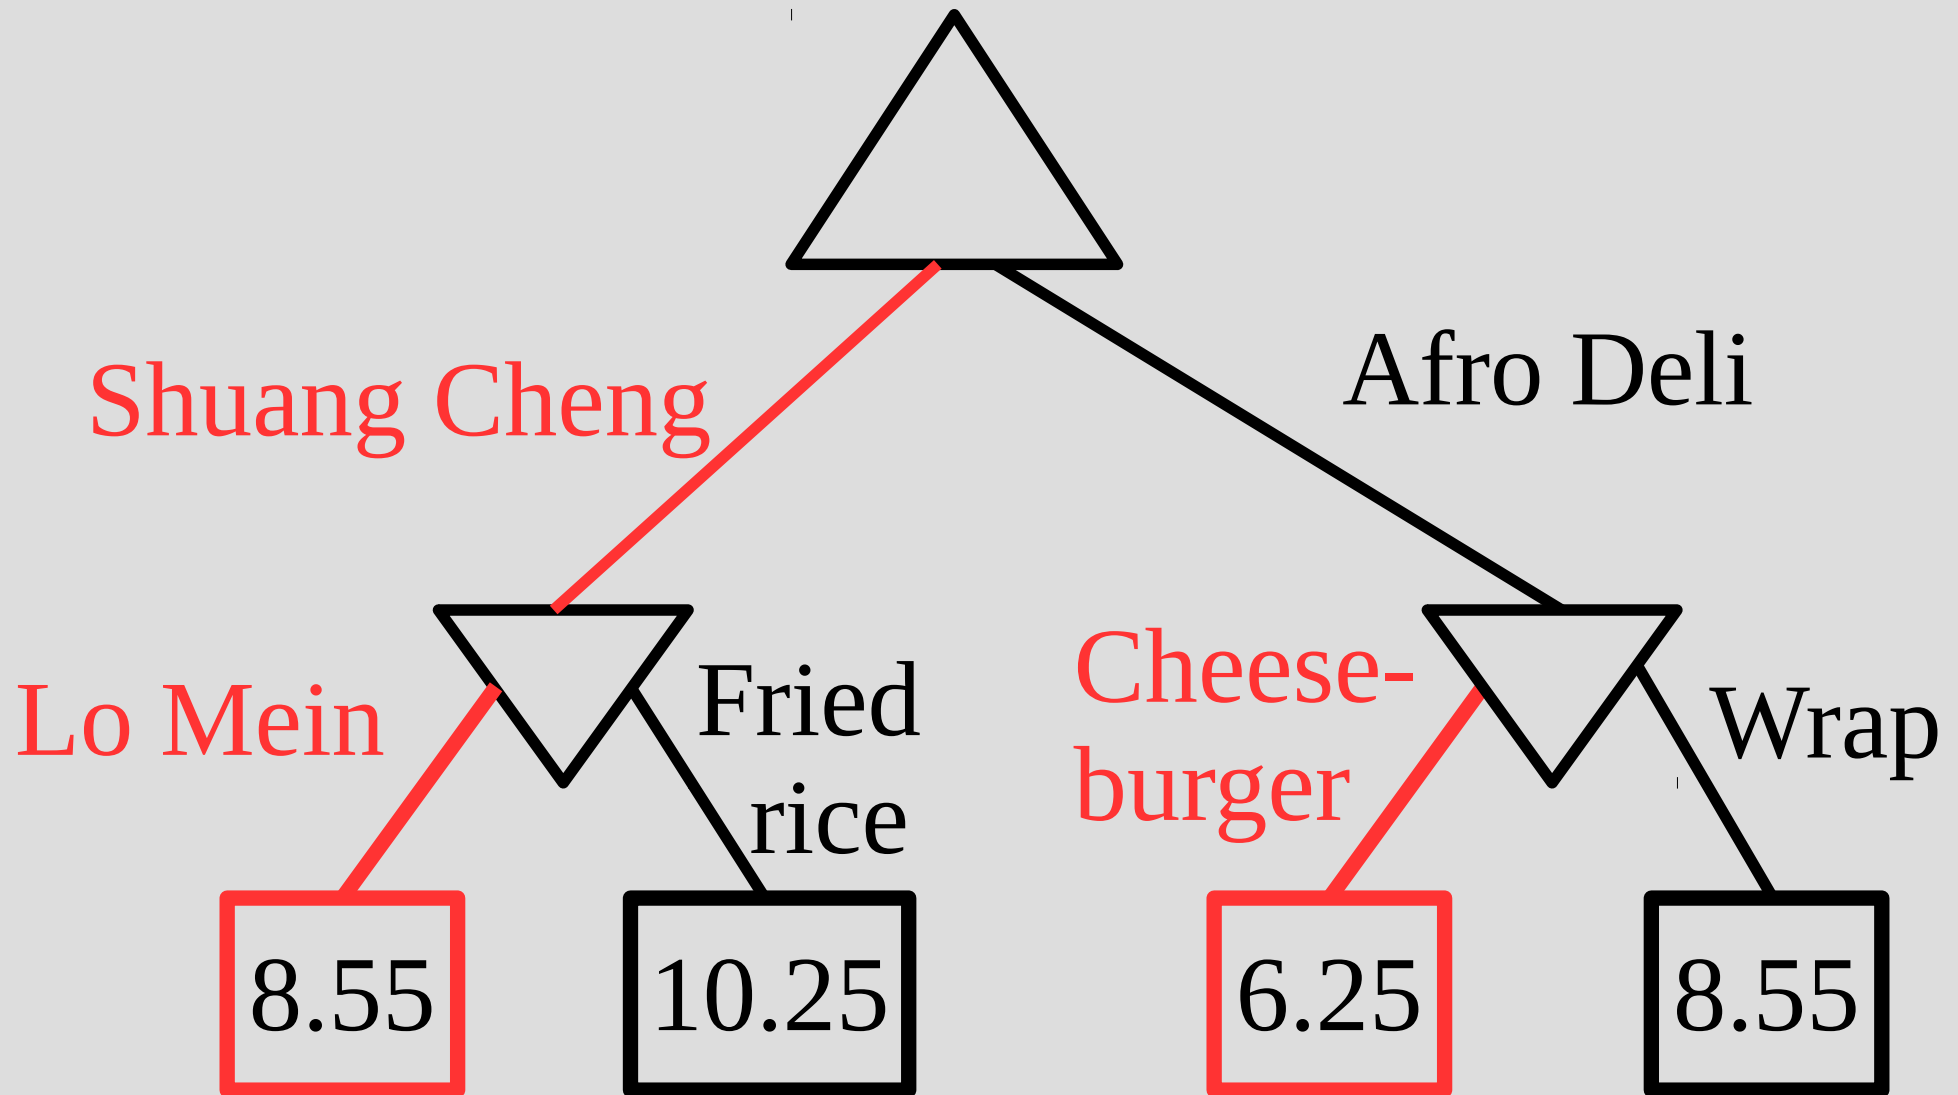 Shuang Cheng
Afro Deli
Lo Mein
Fried
rice
Cheese-
burger
Wrap
8.55
10.25
6.25
8.55